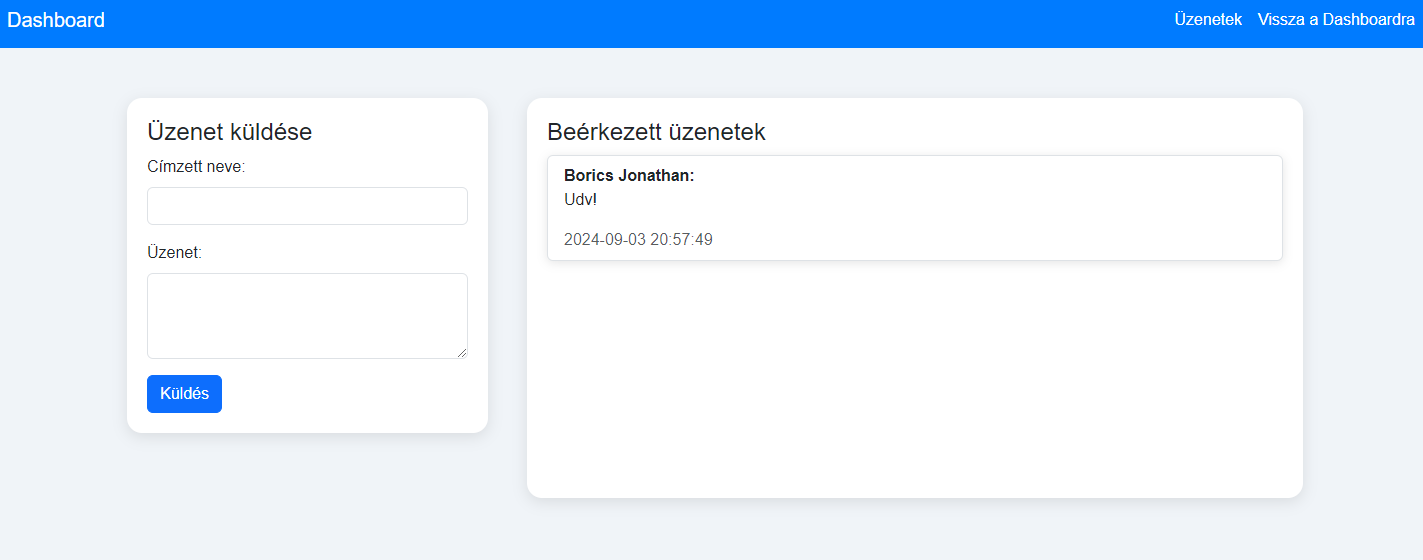 Dashboard
Üzenetek
Vissza a Dashboardra
Üzenet küldése
Címzett neve:
Üzenet:
Küldés
Beérkezett üzenetek
Borics Jonathan:
Udv!
2024-09-03 20:57:49